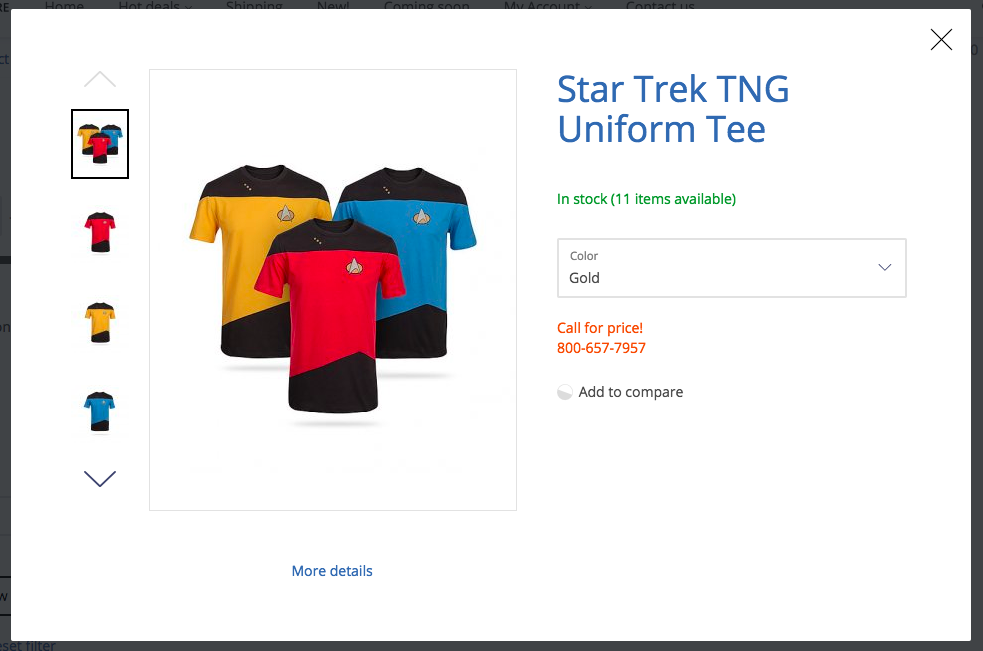 Home Hot deals Shipping New! Coming soon My Account Contact us
Star Trek TNG
Uniform Tee
In stock (11 items available)
Color
Gold
Call for price!
800-657-7957
Add to compare
More details
eset filter